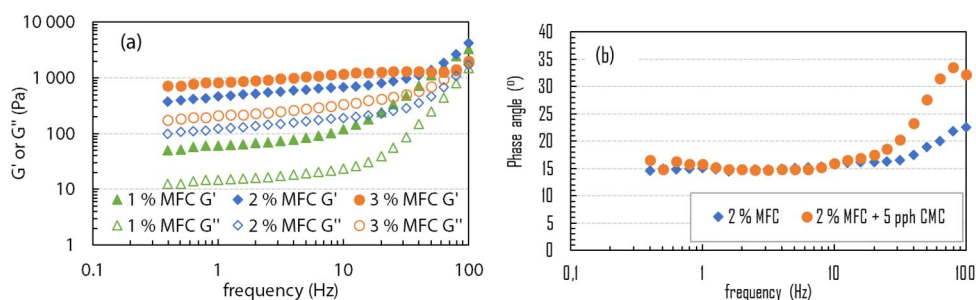 (a)
G' or G" (Pa)
10 000
1 000
100
10
1
1 % MFC G' 2 % MFC G' 3 % MFC G'
1 % MFC G'' 2 % MFC G'' 3 % MFC G''
0.1 1 10 100
frequency (Hz)
(b)
Phase angle (°)
40
35
30
25
20
15
10
5
0
2 % MFC 2 % MFC + 5 pph CMC
0,1 1 10 100
frequency (Hz)